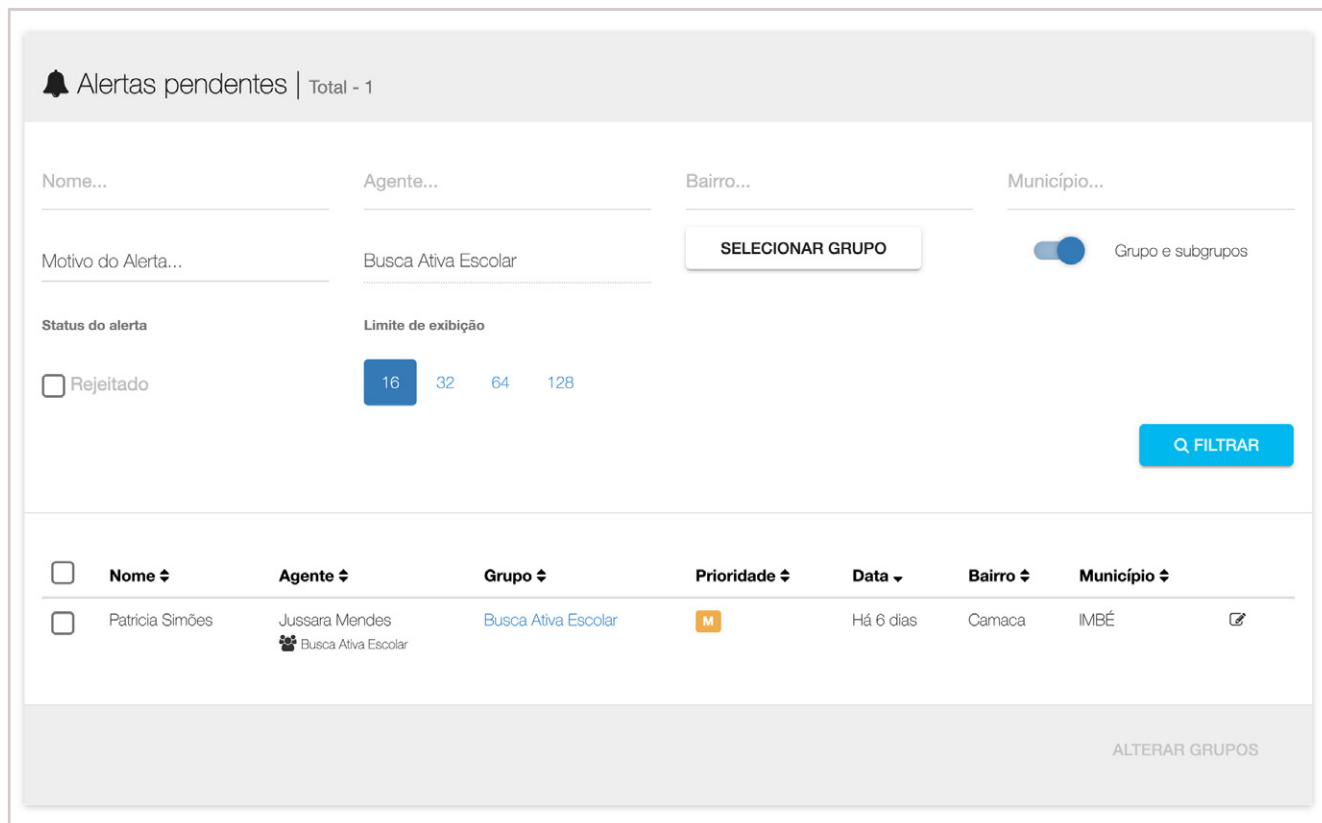 Alertas pendentes | Total - 1
Nome... Agente... Bairro... Município...
Motivo do Alerta... Busca Ativa Escolar SELECIONAR GRUPO Grupo e subgrupos
Status do alerta Limite de exibição
Rejeitado 16 32 64 128
FILTRAR
Nome Agente Grupo Prioridade Data Bairro Município
Patricia Simões Jussara Mendes Busca Ativa Escolar M Há 6 dias Camaca IMBÉ
Busca Ativa Escolar
ALTERAR GRUPOS